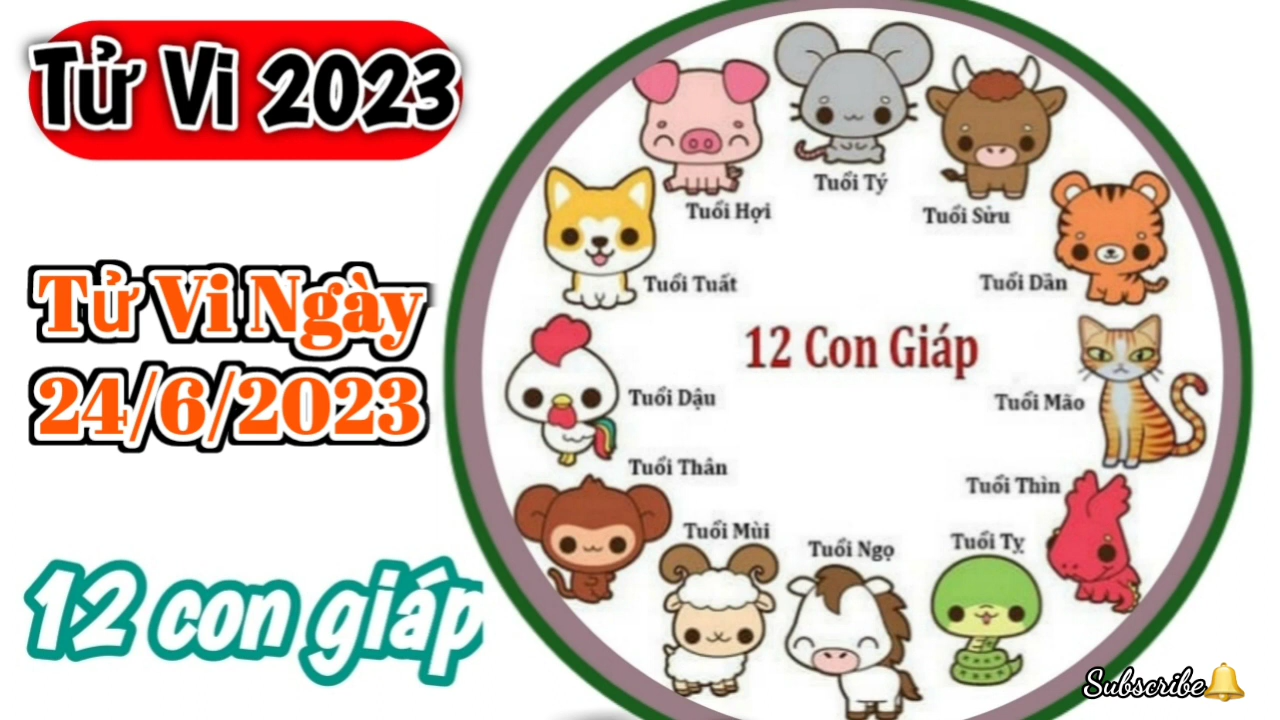 Tử Vi 2023
Tử Vi Ngày
24/6/2023
12 con giáp
Tuổi Tý
Tuổi Hợi
Tuổi Sửu
Tuổi Tuất
Tuổi Dần
12 Con Giáp
Tuổi Dậu
Tuổi Mão
Tuổi Thân
Tuổi Thìn
Tuổi Mùi
Tuổi Ngọ
Tuổi Tỵ
Subscribe